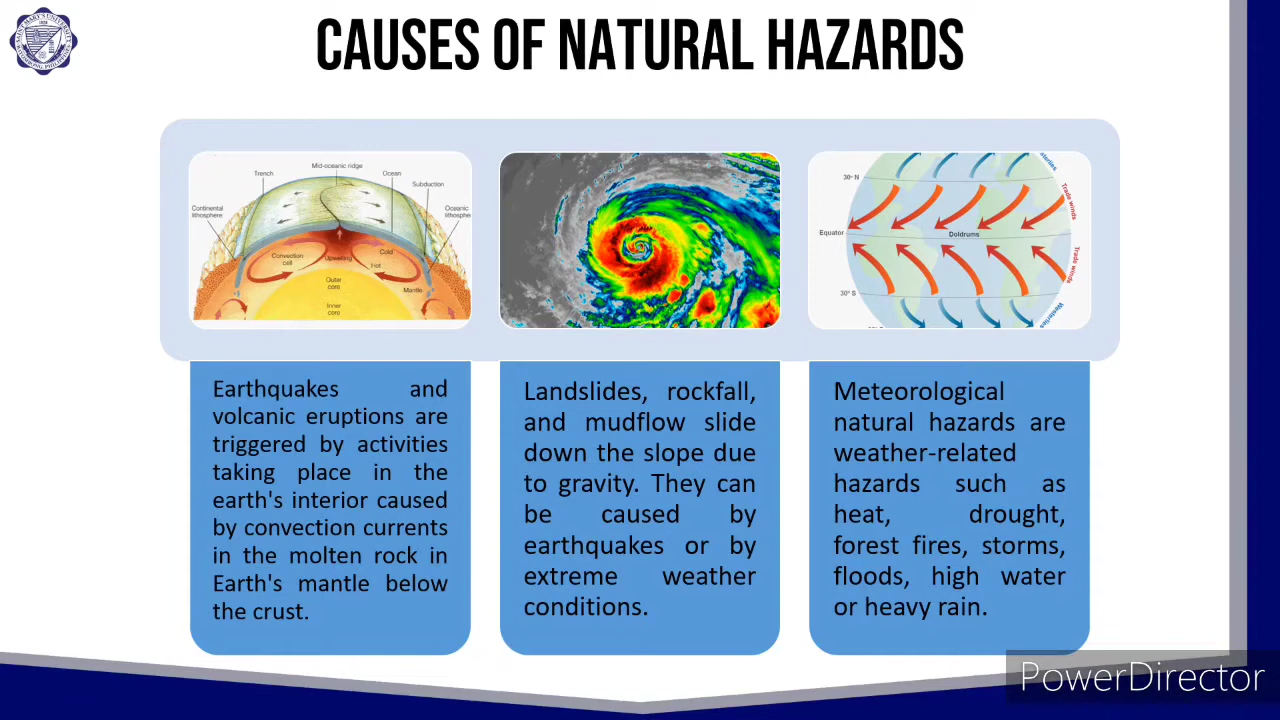 CAUSES OF NATURAL HAZARDS
Mid-oceanic ridge
Trench
Ocean
Subduction
Continental
lithosphere
Oceanic
lithosphere
Convection
cell
Upwelling
Cold
Hot
Outer
core
Mantle
Inner
core
30° N
Westerlies
Trade winds
Equator
Doldrums
Trade winds
30° S
Westerlies
Earthquakes and
volcanic eruptions are
triggered by activities
taking place in the
earth's interior caused
by convection currents
in the molten rock in
Earth's mantle below
the crust.
Landslides, rockfall,
and mudflow slide
down the slope due
to gravity. They can
be caused by
earthquakes or by
extreme weather
conditions.
Meteorological
natural hazards are
weather-related
hazards such as
heat, drought,
forest fires, storms,
floods, high water
or heavy rain.
PowerDirector